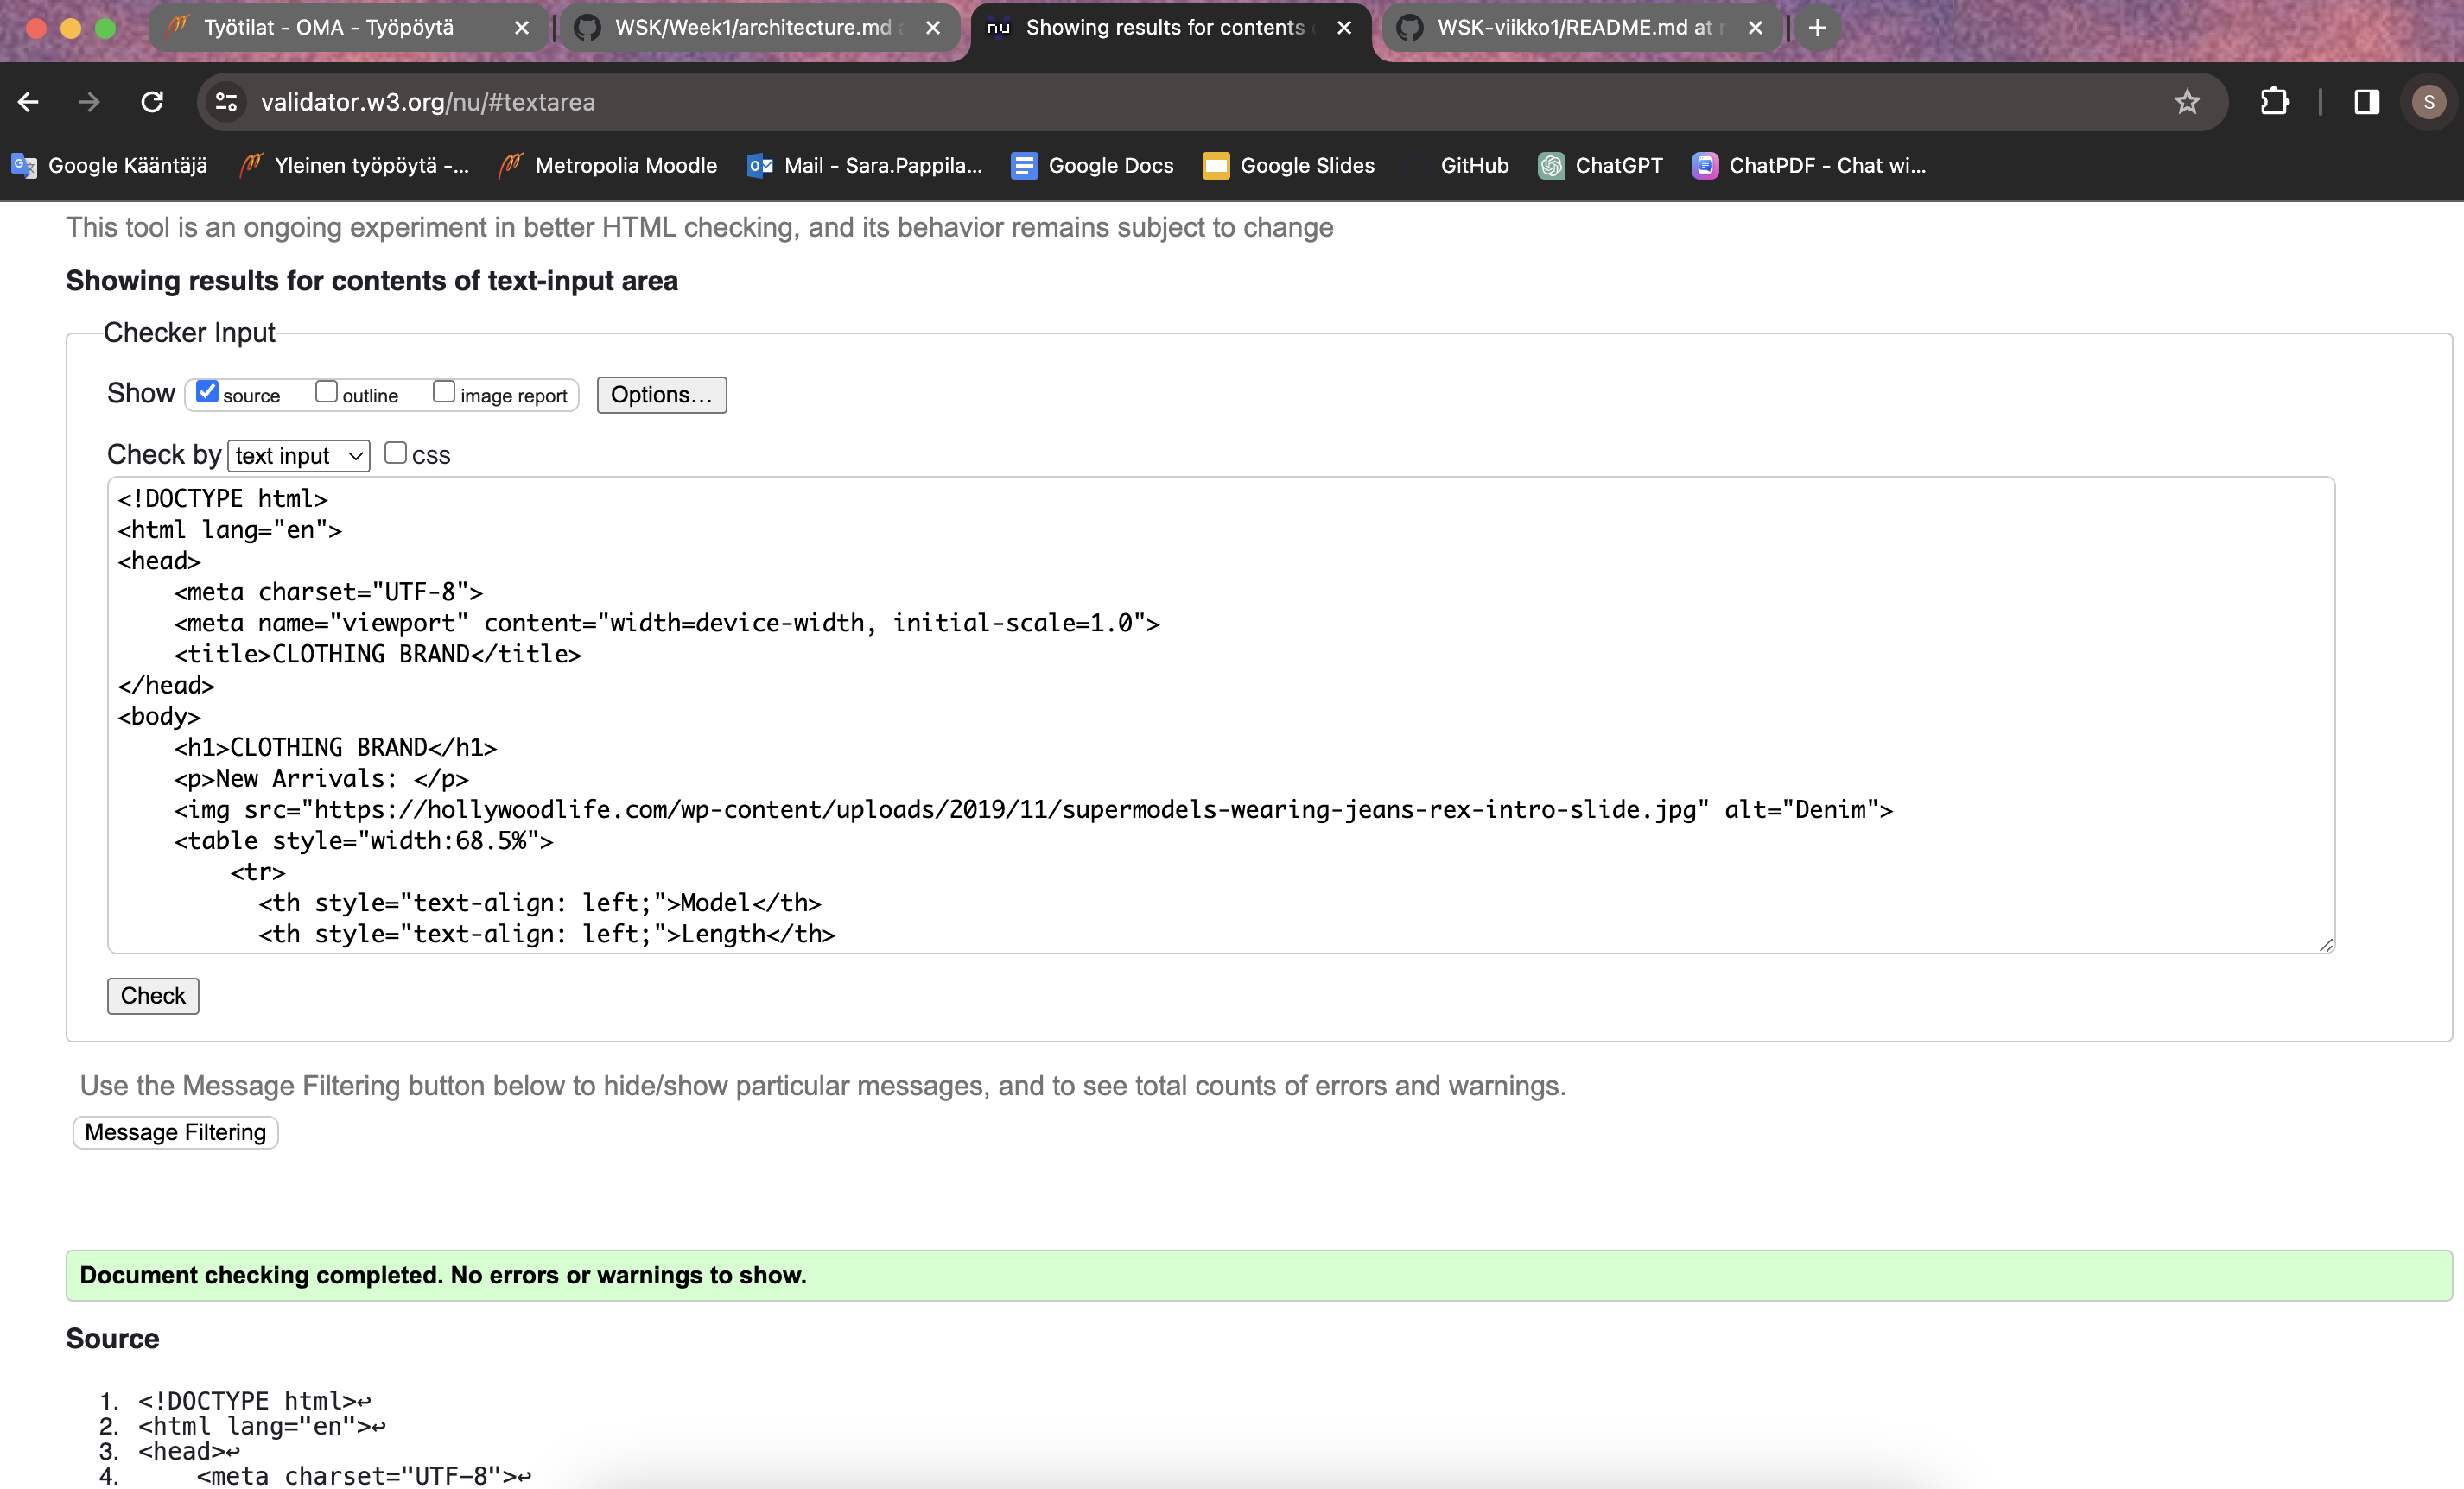 Työtilat - OMA - Työpöytä
WSK/Week1/architecture.md
nu Showing results for contents
WSK-viikko1/README.md at
validator.w3.org/nu/#textarea
S
Google Kääntäjä
Yleinen työpöytä -...
Metropolia Moodle
Mail - Sara.Pappila...
Google Docs
Google Slides
GitHub
ChatGPT
ChatPDF - Chat wi...
This tool is an ongoing experiment in better HTML checking, and its behavior remains subject to change
Showing results for contents of text-input area
Checker Input
Show source outline image report Options...
Check by text input CSS
<!DOCTYPE html>
<html lang="en">
<head>
    <meta charset="UTF-8">
    <meta name="viewport" content="width=device-width, initial-scale=1.0">
    <title>CLOTHING BRAND</title>
</head>
<body>
    <h1>CLOTHING BRAND</h1>
    <p>New Arrivals: </p>
    <img src="https://hollywoodlife.com/wp-content/uploads/2019/11/supermodels-wearing-jeans-rex-intro-slide.jpg" alt="Denim">
    <table style="width:68.5%">
        <tr>
          <th style="text-align: left;">Model</th>
          <th style="text-align: left;">Length</th>
Check
Use the Message Filtering button below to hide/show particular messages, and to see total counts of errors and warnings.
Message Filtering
Document checking completed. No errors or warnings to show.
Source
1. <!DOCTYPE html>↩
2. <html lang="en">↩
3. <head>↩
4.     <meta charset="UTF-8">↩